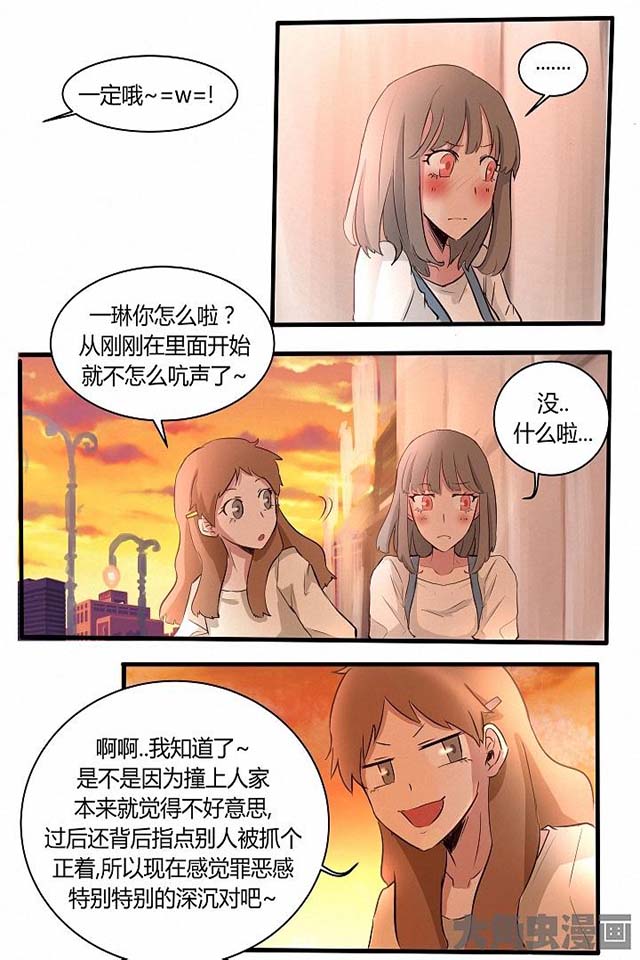 一定哦~=w=!
.......
一琳你怎么啦？
从刚刚在里面开始
就不怎么吭声了~
没..
什么啦...
啊啊..我知道了~
是不是因为撞上人家
本来就觉得不好意思,
过后还背后指点别人被抓个
正着,所以现在感觉罪恶感
特别特别的深沉对吧~